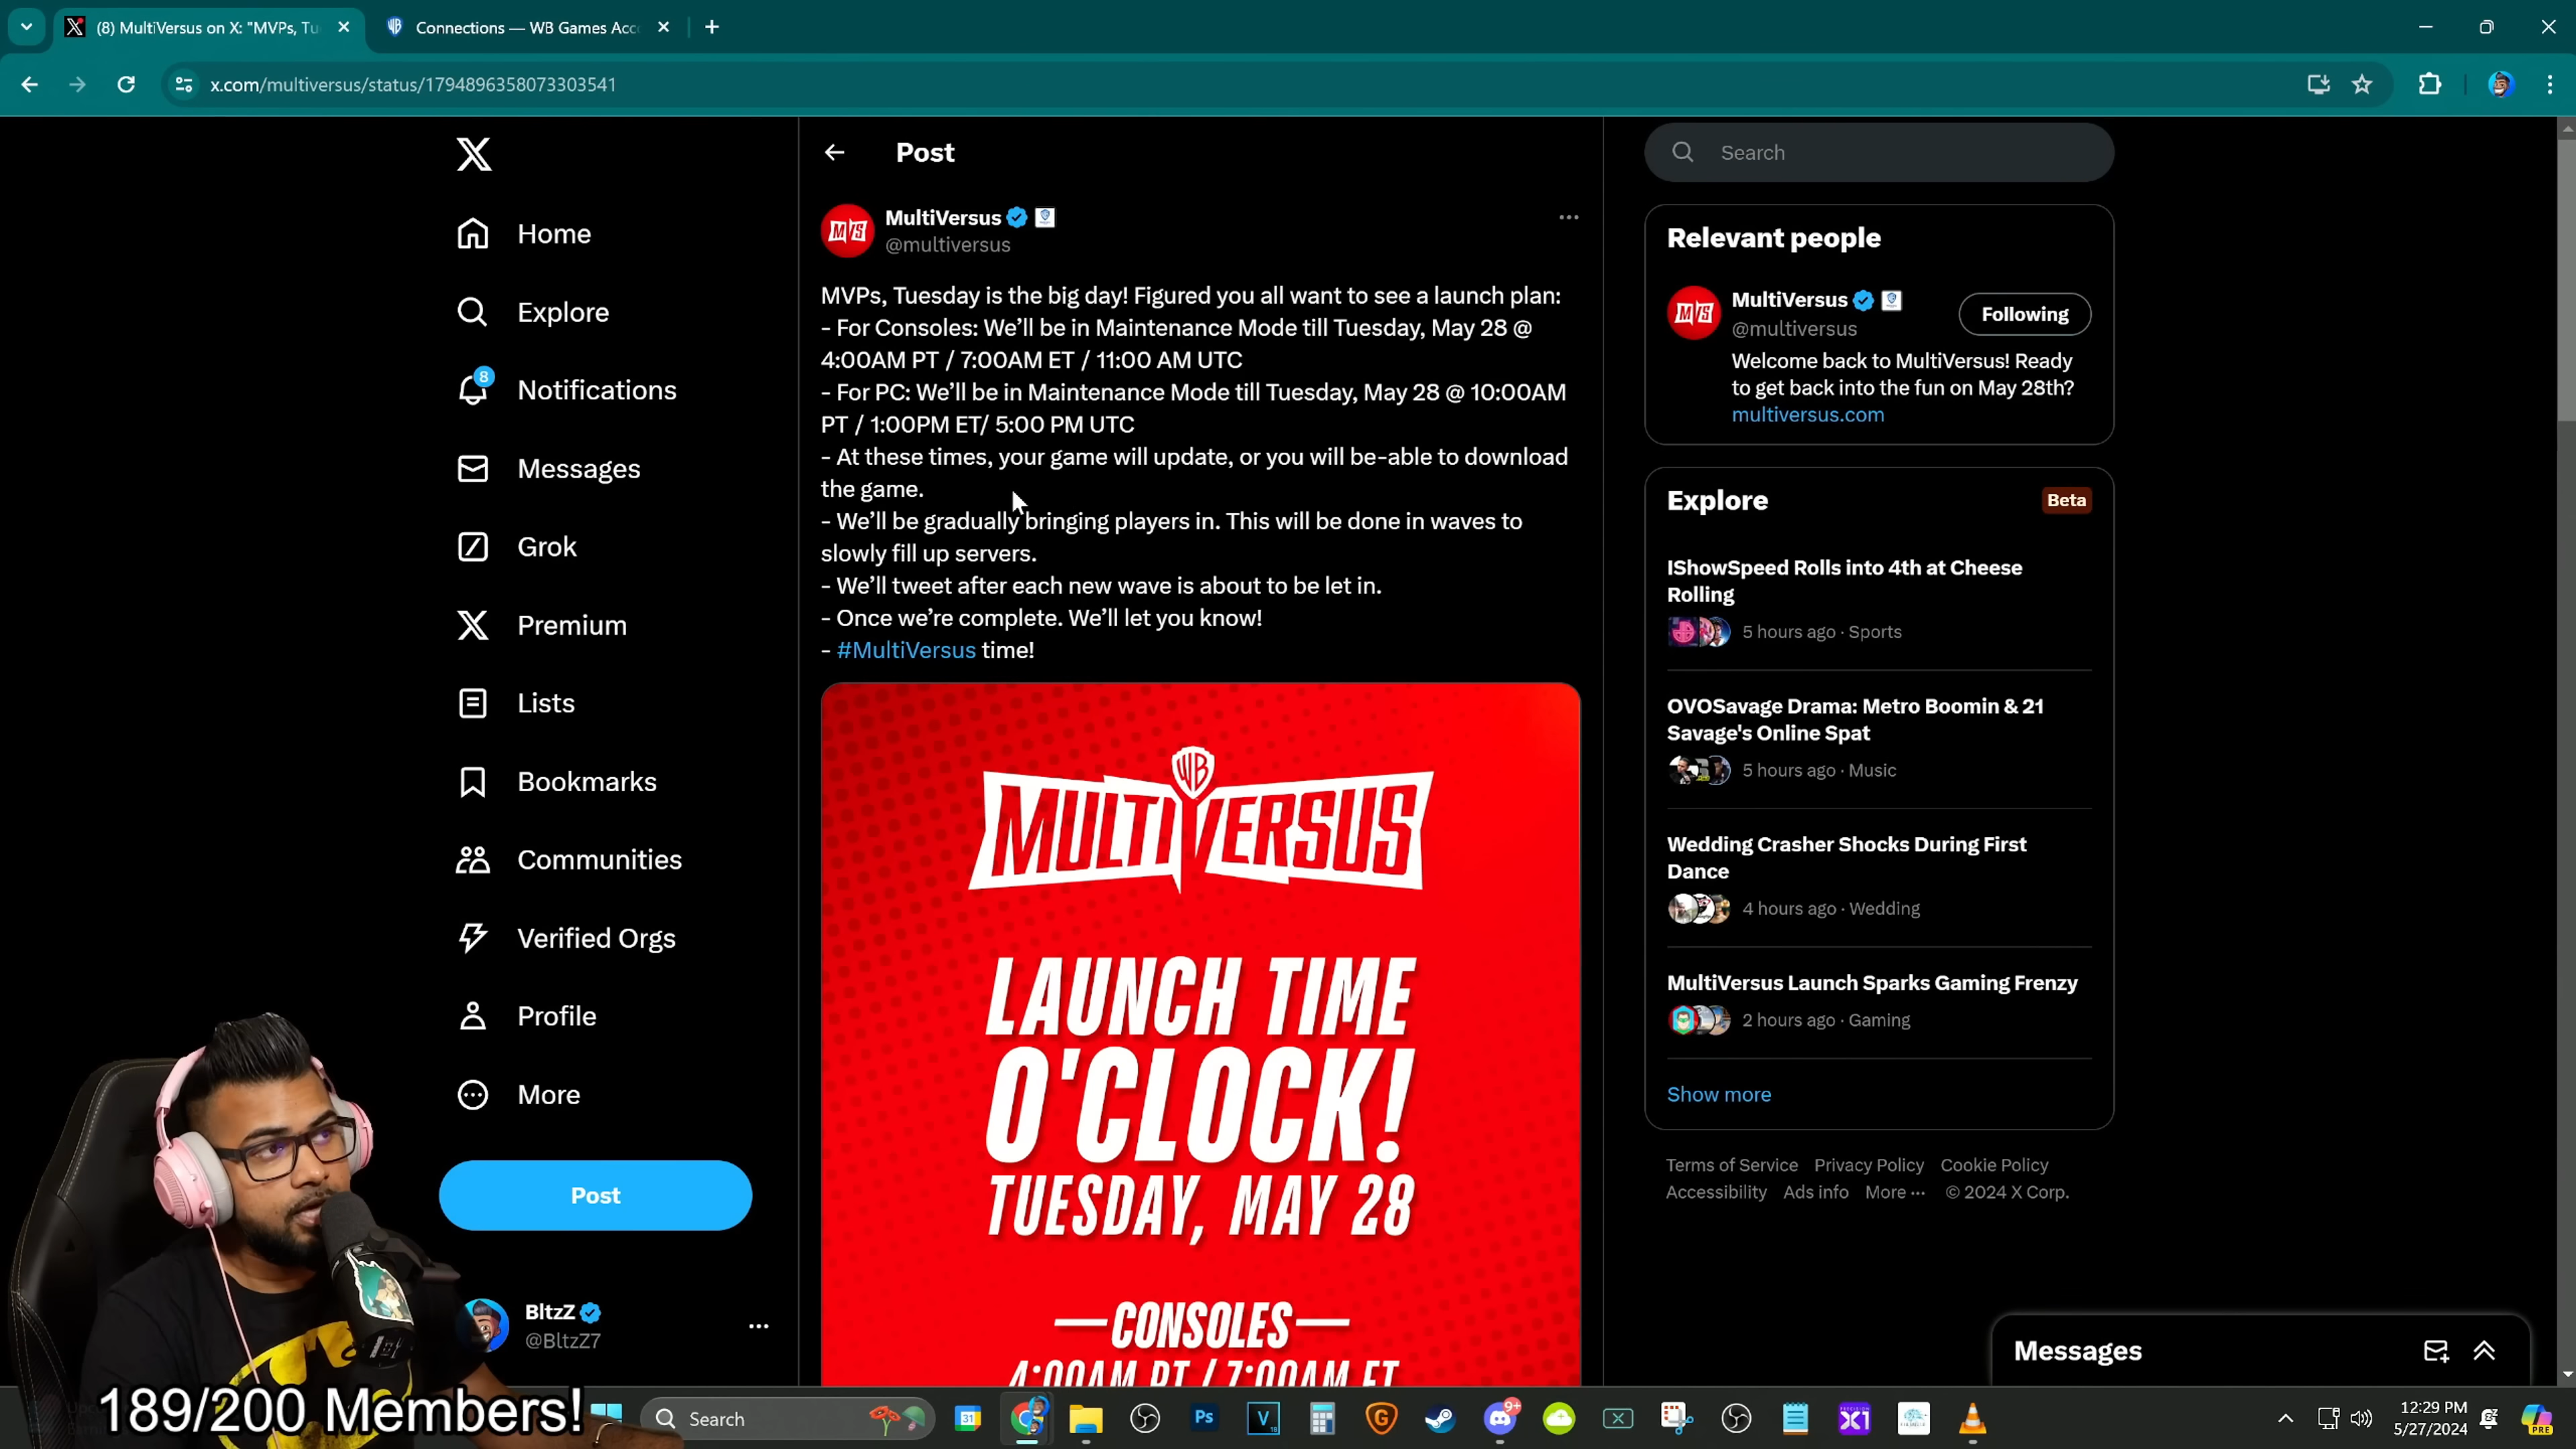 (8) MultiVersus on X: "MVPs, Tu
Connections — WB Games Acc
x.com/multiversus/status/1794896358073303541
Home
Explore
8
Notifications
Messages
Grok
Premium
Lists
Bookmarks
Communities
Verified Orgs
Profile
More
Post
BltzZ
@BltzZ7
189/200 Members!
Post
MultiVersus
@multiversus
MVPs, Tuesday is the big day! Figured you all want to see a launch plan:
- For Consoles: We'll be in Maintenance Mode till Tuesday, May 28 @
4:00AM PT / 7:00AM ET / 11:00 AM UTC
- For PC: We'll be in Maintenance Mode till Tuesday, May 28 @ 10:00AM
PT / 1:00PM ET/ 5:00 PM UTC
- At these times, your game will update, or you will be-able to download
the game.
- We'll be gradually bringing players in. This will be done in waves to
slowly fill up servers.
- We'll tweet after each new wave is about to be let in.
- Once we're complete. We'll let you know!
- #MultiVersus time!
WB
MULTIVERSUS
LAUNCH TIME
O'CLOCK!
TUESDAY, MAY 28
—CONSOLES—
4:00AM PT / 7:00AM ET
Search
Relevant people
MultiVersus
@multiversus
Following
Welcome back to MultiVersus! Ready
to get back into the fun on May 28th?
multiversus.com
Explore
Beta
IShowSpeed Rolls into 4th at Cheese
Rolling
5 hours ago · Sports
OVOSavage Drama: Metro Boomin & 21
Savage's Online Spat
5 hours ago · Music
Wedding Crasher Shocks During First
Dance
4 hours ago · Wedding
MultiVersus Launch Sparks Gaming Frenzy
2 hours ago · Gaming
Show more
Terms of Service Privacy Policy Cookie Policy
Accessibility Ads info More ··· © 2024 X Corp.
Messages
Search
31
Ps
V
9+
X1
12:29 PM
5/27/2024
PRE